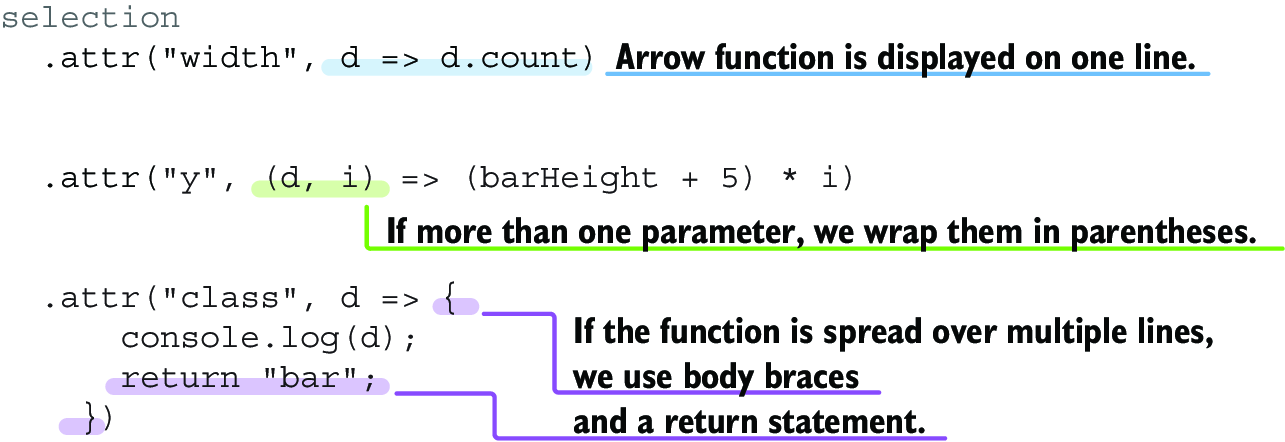 selection
.attr("width", d => d.count) Arrow function is displayed on one line.
.attr("y", (d, i) => (barHeight + 5) * i)
If more than one parameter, we wrap them in parentheses.
.attr("class", d => {
console.log(d);
If the function is spread over multiple lines,
return "bar";
we use body braces
})
and a return statement.